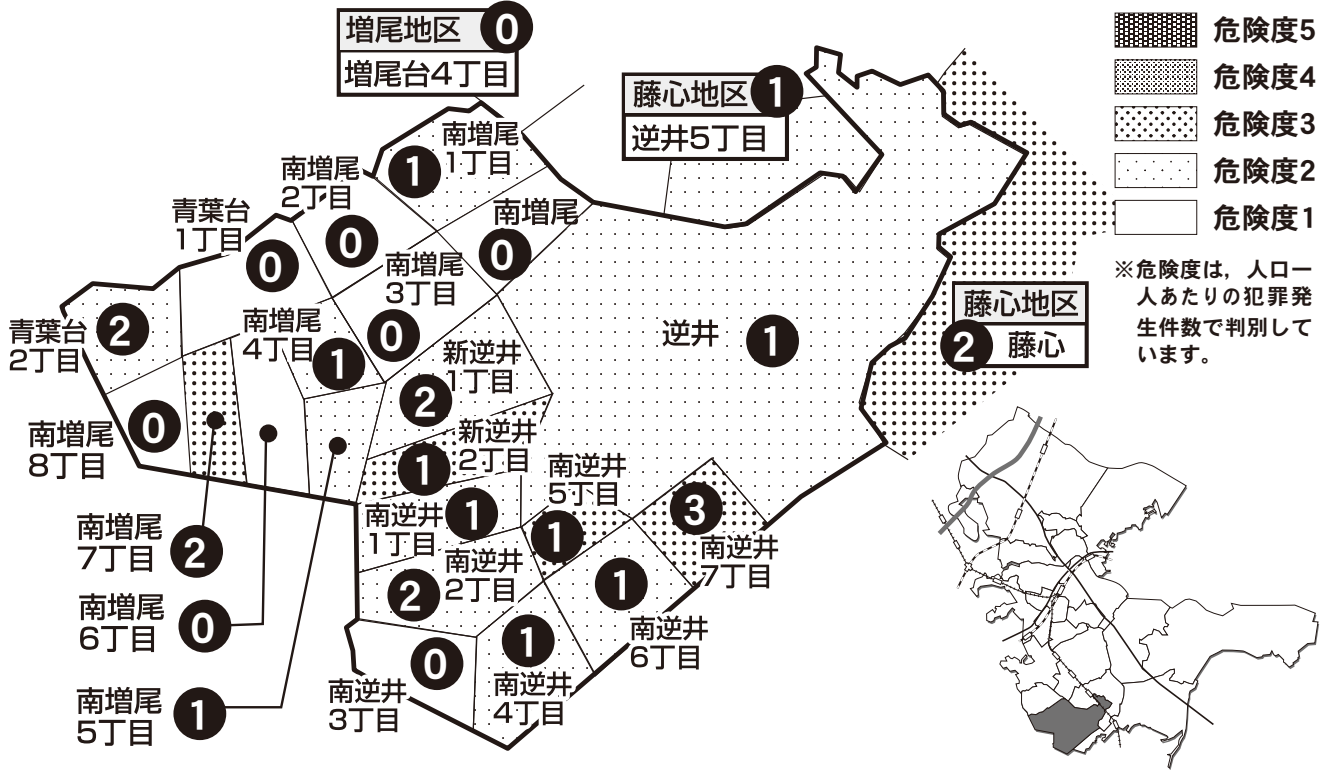 増尾地区 0
増尾台4丁目
藤心地区 1
逆井5丁目
危険度5
危険度4
危険度3
危険度2
危険度1
※危険度は，人口一
人あたりの犯罪発
生件数で判別して
います。
南増尾
1丁目
1
南増尾
2丁目
0
青葉台
1丁目
0
南増尾
0
南増尾
3丁目
0
青葉台
2丁目
2
南増尾
4丁目
1
逆井
1
藤心地区
2 藤心
新逆井
1丁目
2
南増尾
8丁目
0
新逆井
2丁目
1
南逆井
5丁目
1
南逆井
1丁目
1
3
南逆井
7丁目
南増尾
7丁目
2
南逆井
2丁目
2
1
南逆井
6丁目
南増尾
6丁目
0
0
南逆井
3丁目
1
南逆井
4丁目
南増尾
5丁目
1